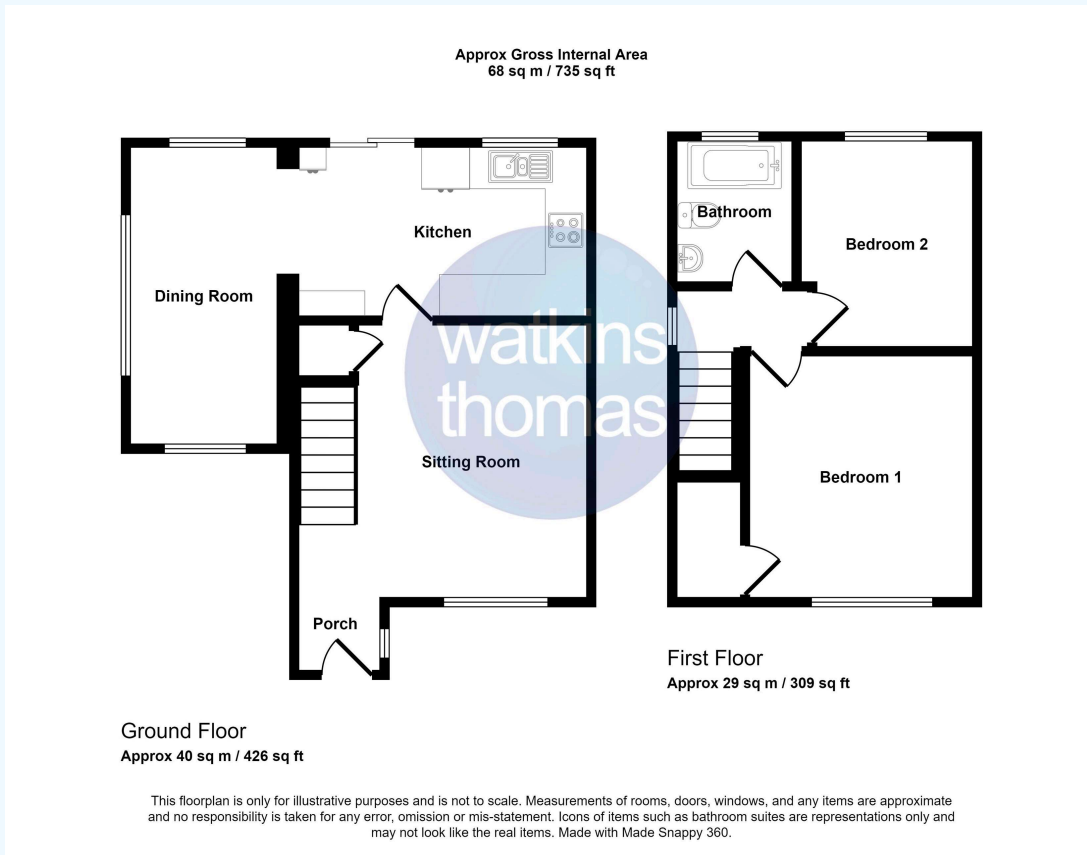 Approx Gross Internal Area
68 sq m / 735 sq ft
Kitchen
Dining Room
Sitting Room
Porch
Bathroom
Bedroom 2
Bedroom 1
watkins
thomas
Ground Floor
Approx 40 sq m / 426 sq ft
First Floor
Approx 29 sq m / 309 sq ft
This floorplan is only for illustrative purposes and is not to scale. Measurements of rooms, doors, windows, and any items are approximate
and no responsibility is taken for any error, omission or mis-statement. Icons of items such as bathroom suites are representations only and
may not look like the real items. Made with Made Snappy 360.